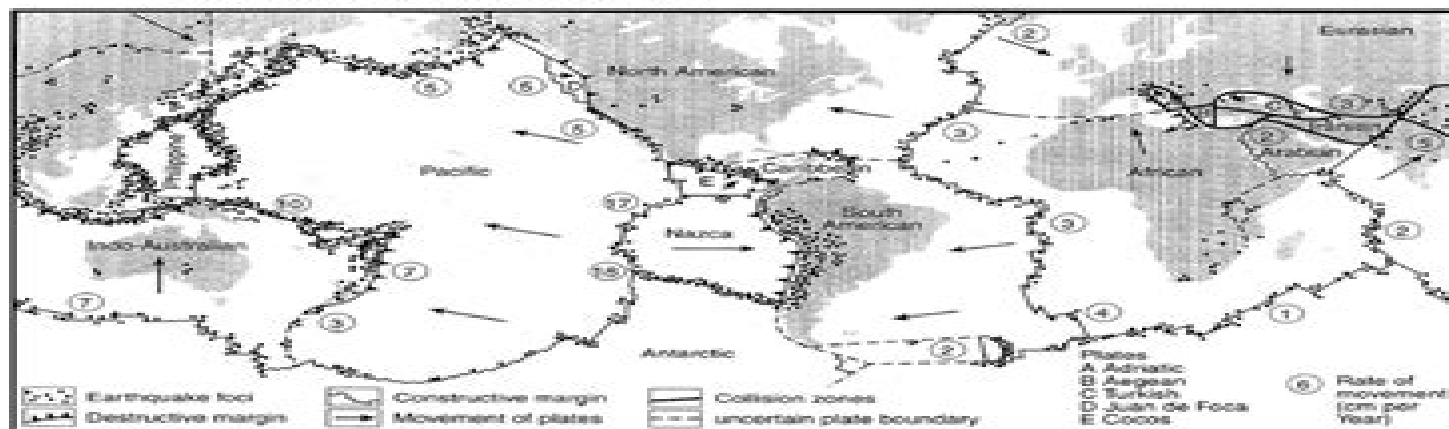 Eurasian
North American
Philippine
Pacific
Caribbean
Arabian
African
Indo-Australian
Nazca
South
American
Antarctic
Earthquake foci
Destructive margin
Constructive margin
Movement of plates
Collision zones
uncertain plate boundary
Plates
A Adriatic
B Aegean
C Turkish
D Juan de Foca
E Cocos
Rate of
movement
(cm per
Year)